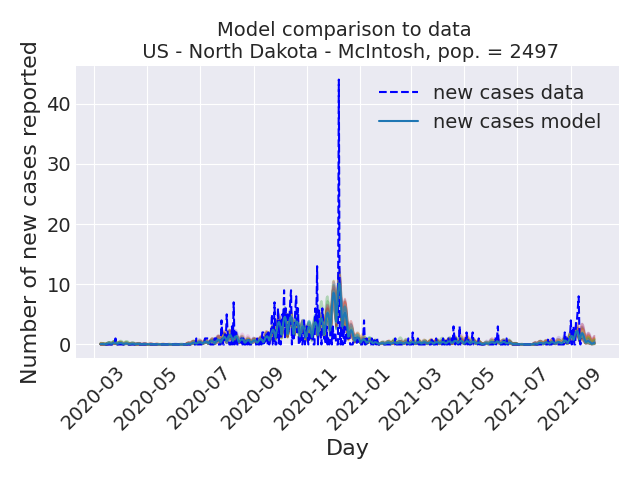 Model comparison to data
US - North Dakota - McIntosh, pop. = 2497
Number of new cases reported
40
30
20
10
0
new cases data
new cases model
2020-03
2020-05
2020-07
2020-09
2020-11
2021-01
2021-03
2021-05
2021-07
2021-09
Day